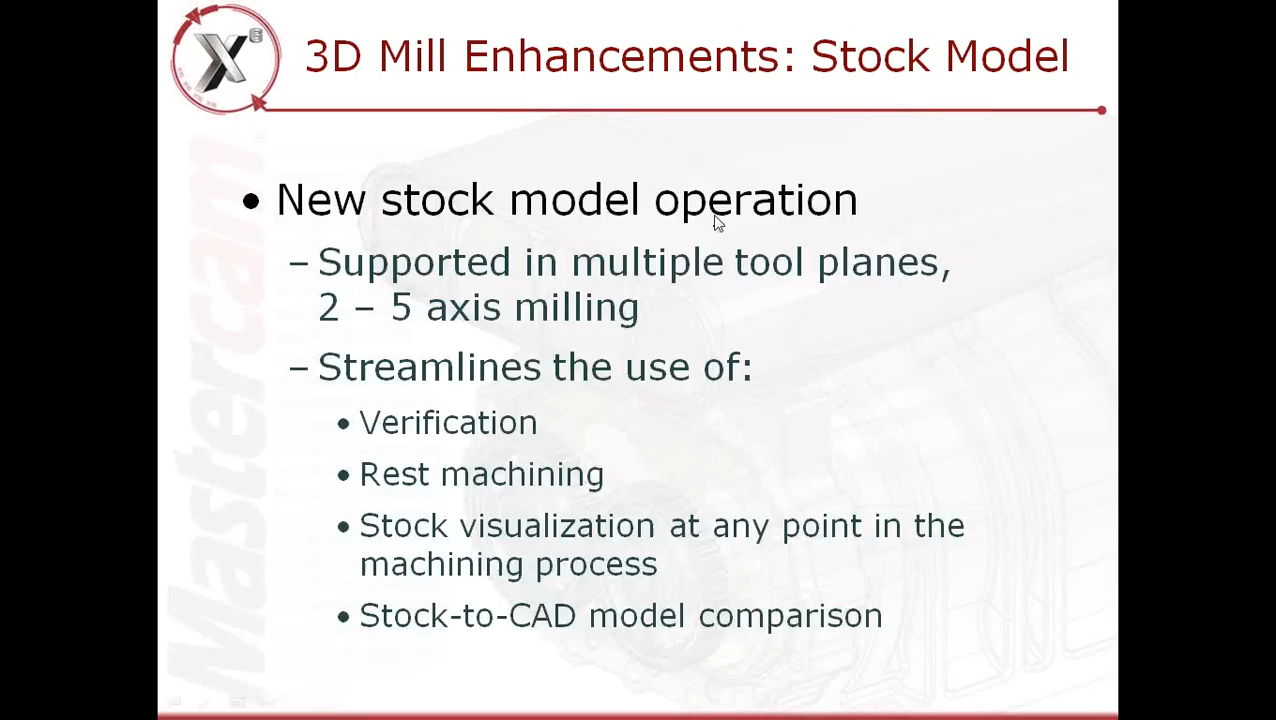 3D Mill Enhancements: Stock Model
• New stock model operation
– Supported in multiple tool planes,
2 – 5 axis milling
– Streamlines the use of:
• Verification
• Rest machining
• Stock visualization at any point in the
machining process
• Stock-to-CAD model comparison
Mastercam
X6